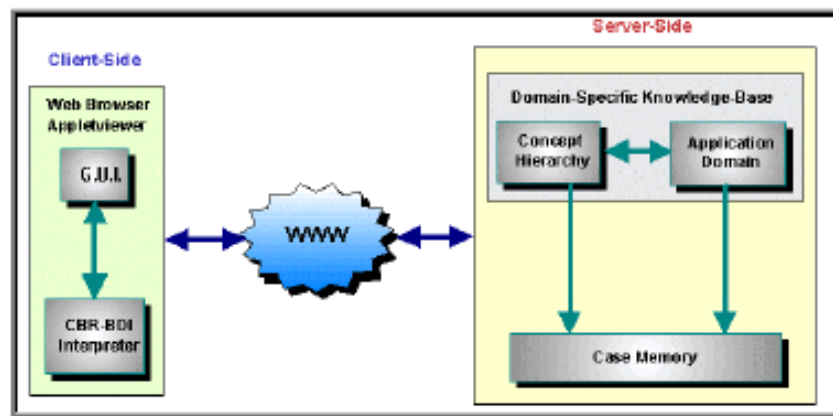 Server-Side
Client-Side
Web Browser
Appletviewer
G.U.I.
CBR-BDI
Interpreter
WWW
Domain-Specific Knowledge-Base
Concept
Hierarchy
Application
Domain
Case Memory